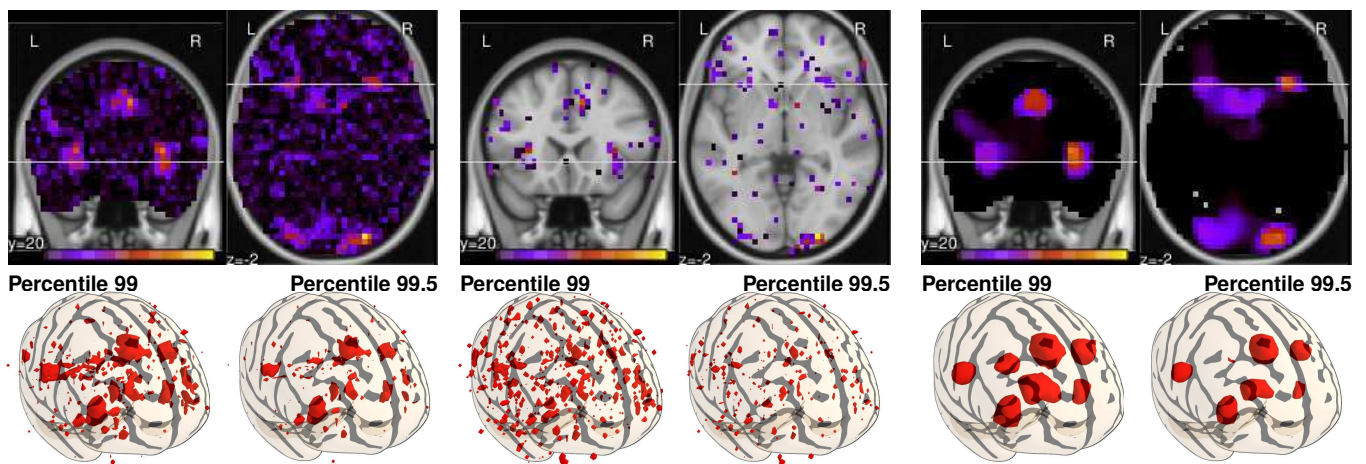 L R L R L R
y=20 z=-2 y=20 z=-2 y=20 z=-2
Percentile 99 Percentile 99.5 Percentile 99 Percentile 99.5 Percentile 99 Percentile 99.5